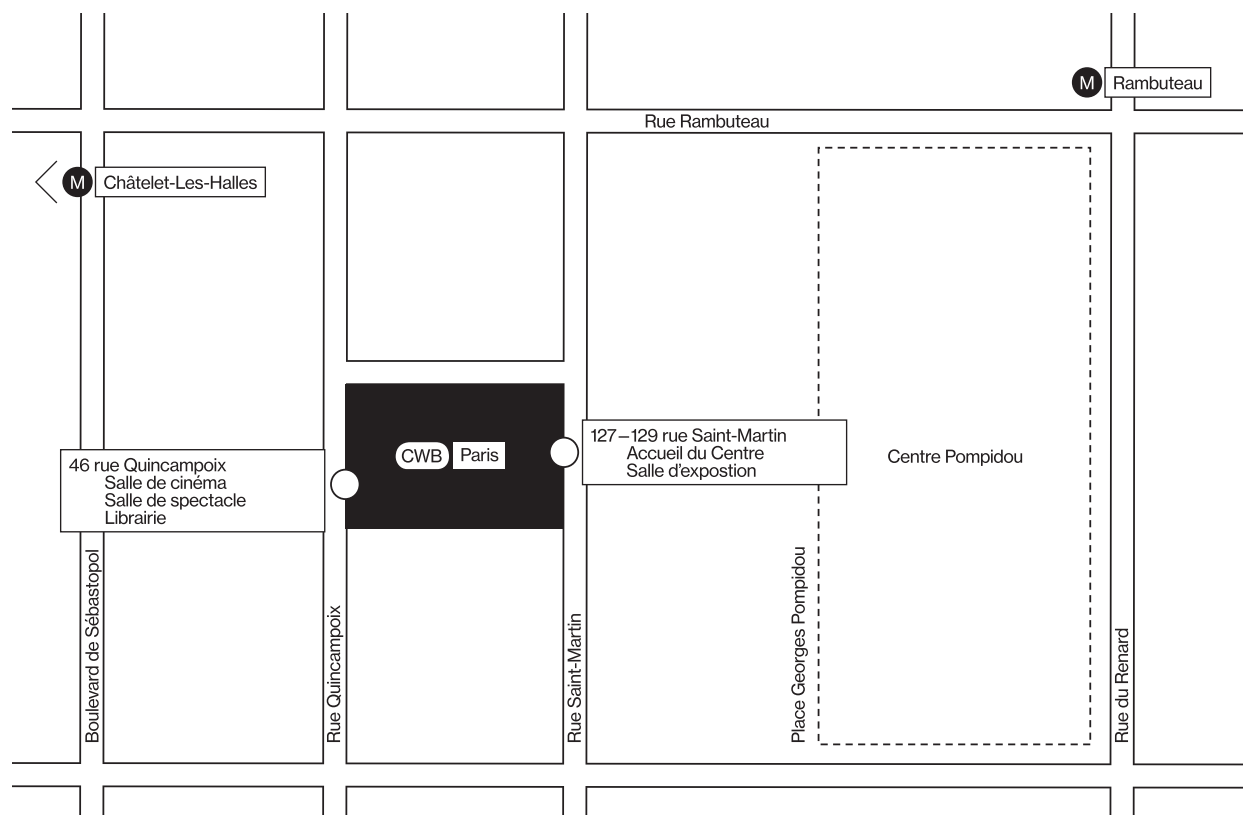 M Rambuteau
Rue Rambuteau
M Châtelet-Les-Halles
127–129 rue Saint-Martin
Accueil du Centre
Salle d’expostion
CWB Paris
Centre Pompidou
46 rue Quincampoix
Salle de cinéma
Salle de spectacle
Librairie
Boulevard de Sébastopol
Rue Quincampoix
Rue Saint-Martin
Place Georges Pompidou
Rue du Renard